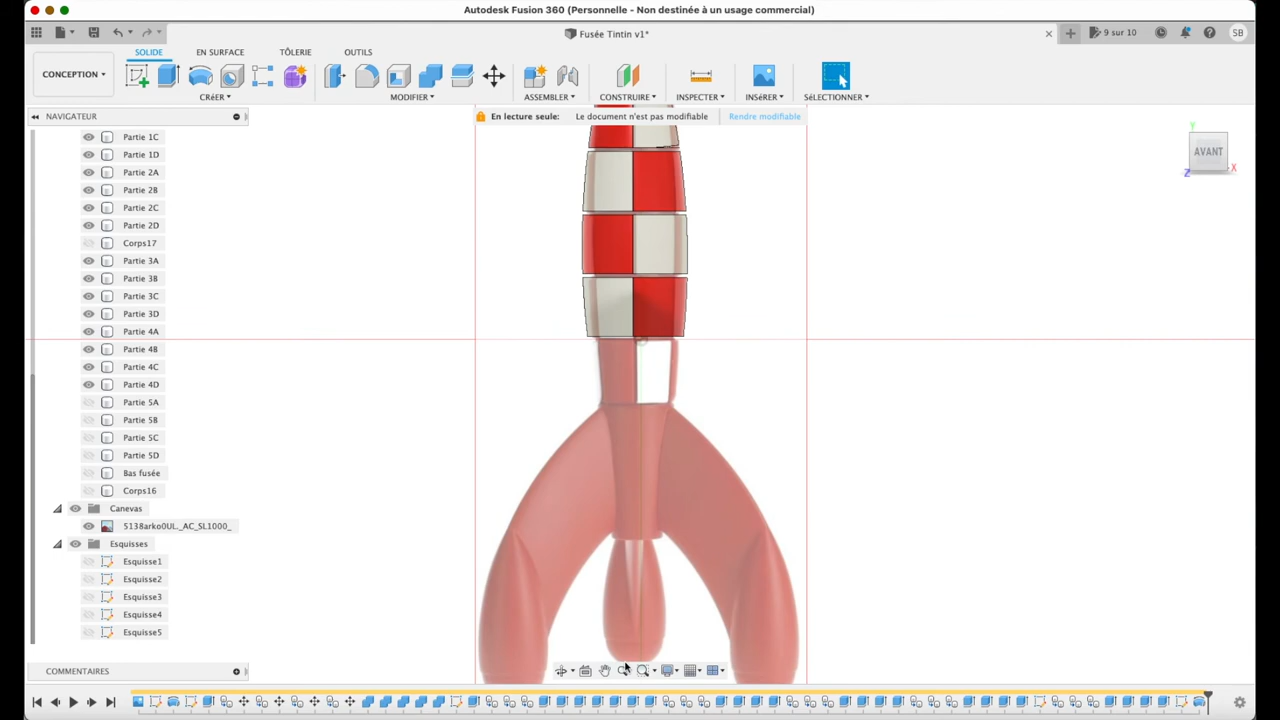 Autodesk Fusion 360 (Personnelle - Non destinée à un usage commercial)
Fusée Tintin v1*
9 sur 10
SB
CONCEPTION
SOLIDE
EN SURFACE
TÔLERIE
OUTILS
CRÉER
MODIFIER
ASSEMBLER
CONSTRUIRE
INSPECTER
INSÉRER
SÉLECTIONNER
NAVIGATEUR
En lecture seule:
Le document n'est pas modifiable
Rendre modifiable
Y
AVANT
Z
X
Partie 1C
Partie 1D
Partie 2A
Partie 2B
Partie 2C
Partie 2D
Corps17
Partie 3A
Partie 3B
Partie 3C
Partie 3D
Partie 4A
Partie 4B
Partie 4C
Partie 4D
Partie 5A
Partie 5B
Partie 5C
Partie 5D
Bas fusée
Corps16
Canevas
5138arko0UL._AC_SL1000_
Esquisses
Esquisse1
Esquisse2
Esquisse3
Esquisse4
Esquisse5
COMMENTAIRES